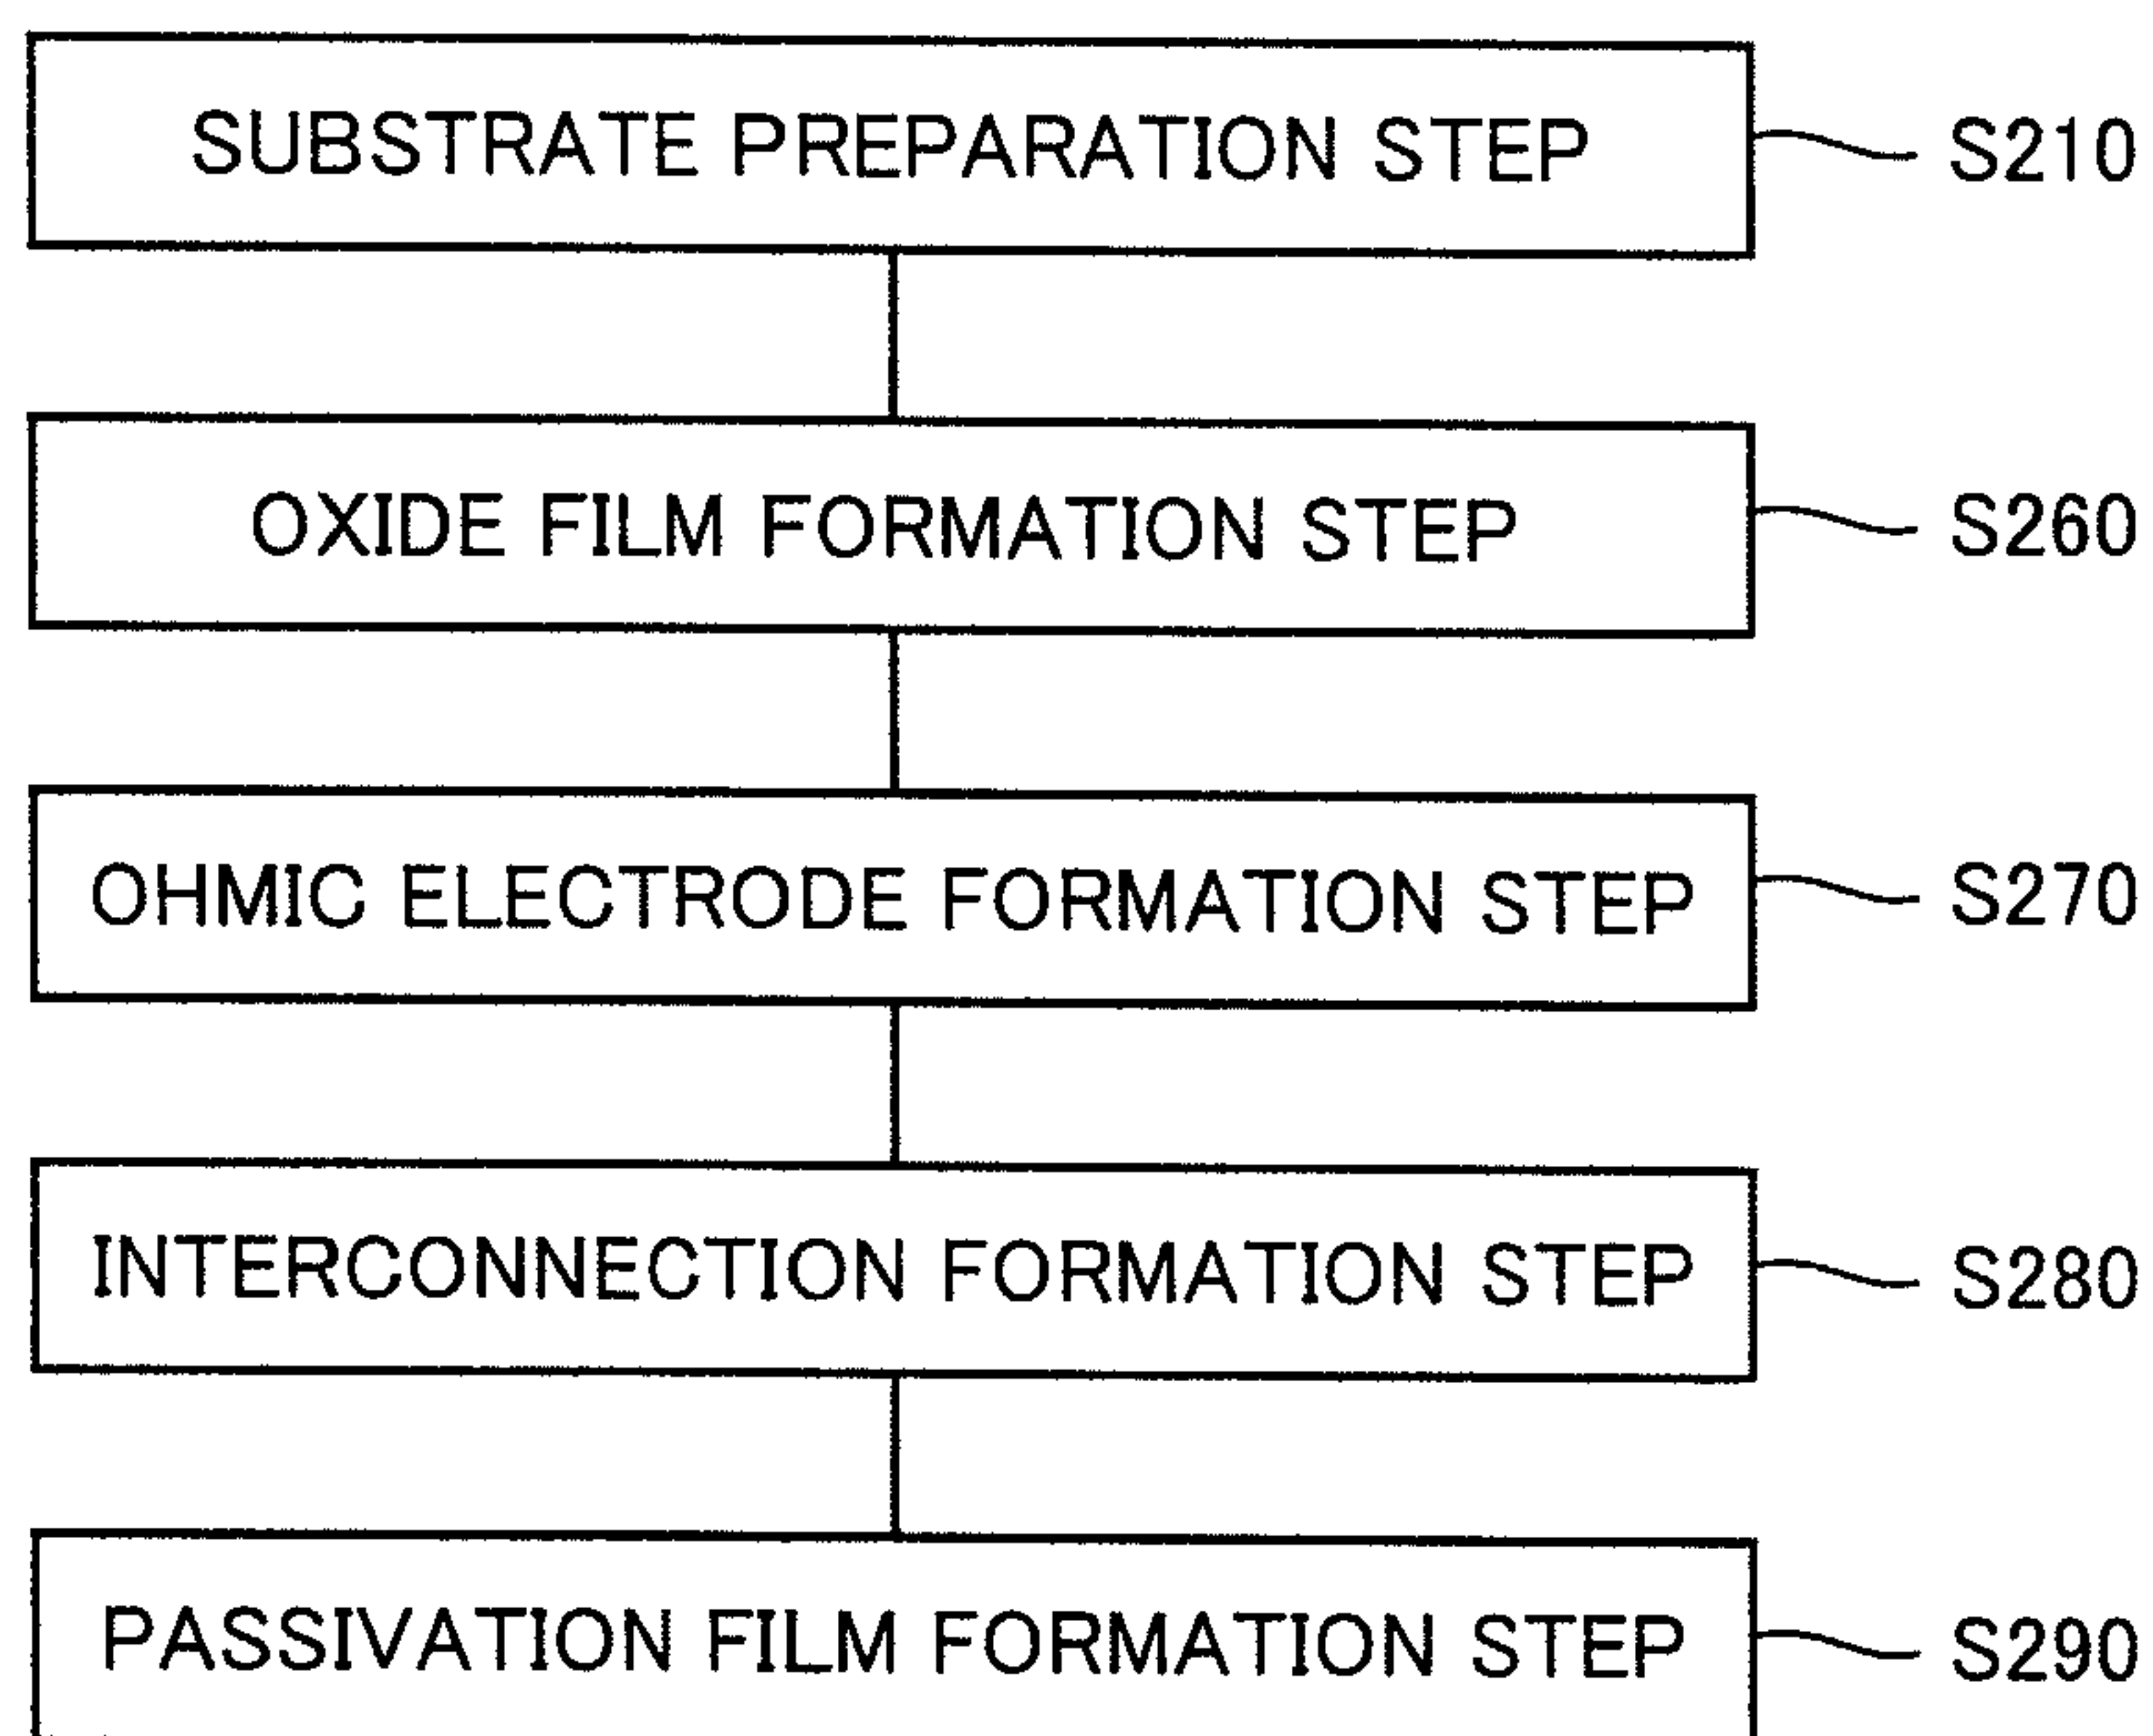 SUBSTRATE PREPARATION STEP S210
OXIDE FILM FORMATION STEP S260
OHMIC ELECTRODE FORMATION STEP S270
INTERCONNECTION FORMATION STEP S280
PASSIVATION FILM FORMATION STEP S290